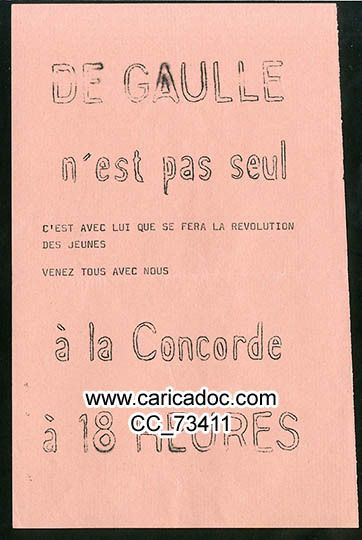 DE GAULLE
n'est pas seul
C'EST AVEC LUI QUE SE FERA LA REVOLUTION
DES JEUNES
VENEZ TOUS AVEC NOUS
à la Concorde
www.caricadoc.com
CC_73411
à 18 HEURES